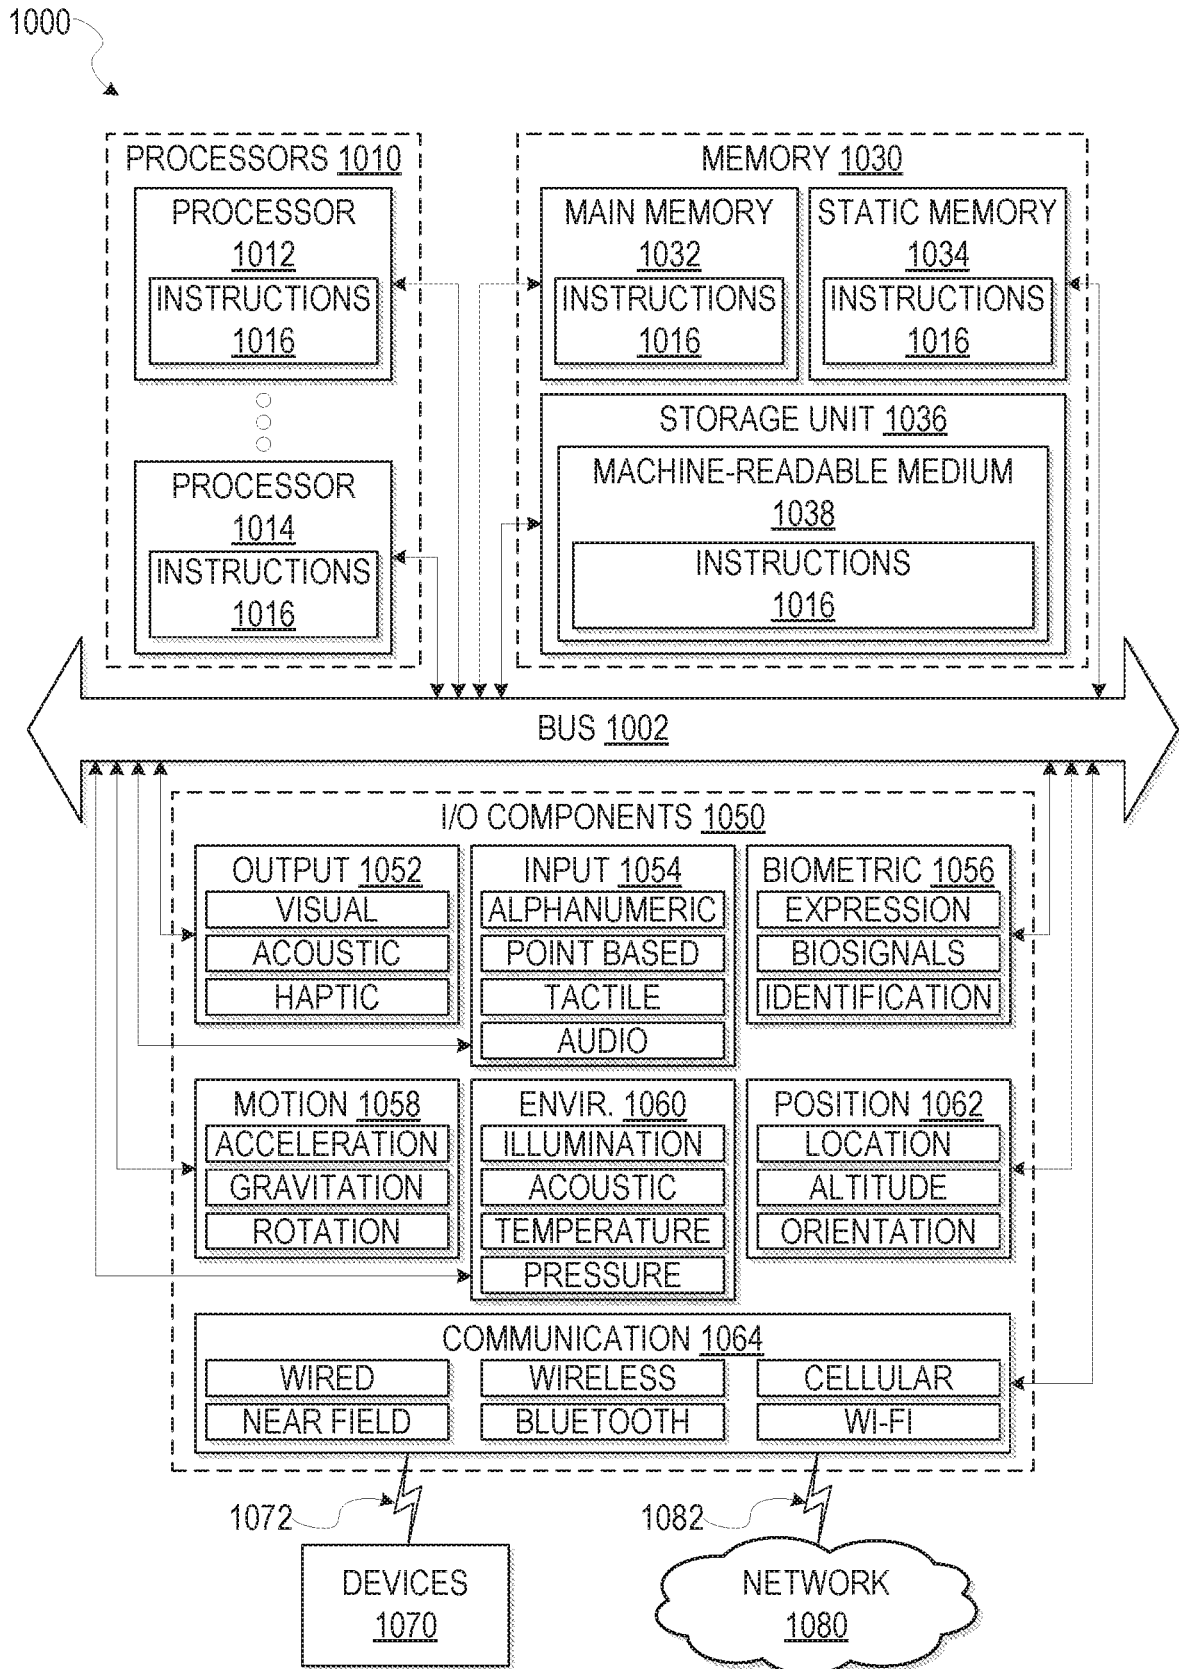 1000
PROCESSORS 1010
PROCESSOR
1012
INSTRUCTIONS
1016
PROCESSOR
1014
INSTRUCTIONS
1016
MEMORY 1030
MAIN MEMORY
1032
INSTRUCTIONS
1016
STATIC MEMORY
1034
INSTRUCTIONS
1016
STORAGE UNIT 1036
MACHINE-READABLE MEDIUM
1038
INSTRUCTIONS
1016
BUS 1002
I/O COMPONENTS 1050
OUTPUT 1052
VISUAL
ACOUSTIC
HAPTIC
INPUT 1054
ALPHANUMERIC
POINT BASED
TACTILE
AUDIO
BIOMETRIC 1056
EXPRESSION
BIOSIGNALS
IDENTIFICATION
MOTION 1058
ACCELERATION
GRAVITATION
ROTATION
ENVIR. 1060
ILLUMINATION
ACOUSTIC
TEMPERATURE
PRESSURE
POSITION 1062
LOCATION
ALTITUDE
ORIENTATION
COMMUNICATION 1064
WIRED
WIRELESS
CELLULAR
NEAR FIELD
BLUETOOTH
WI-FI
1072
1082
DEVICES
1070
NETWORK
1080